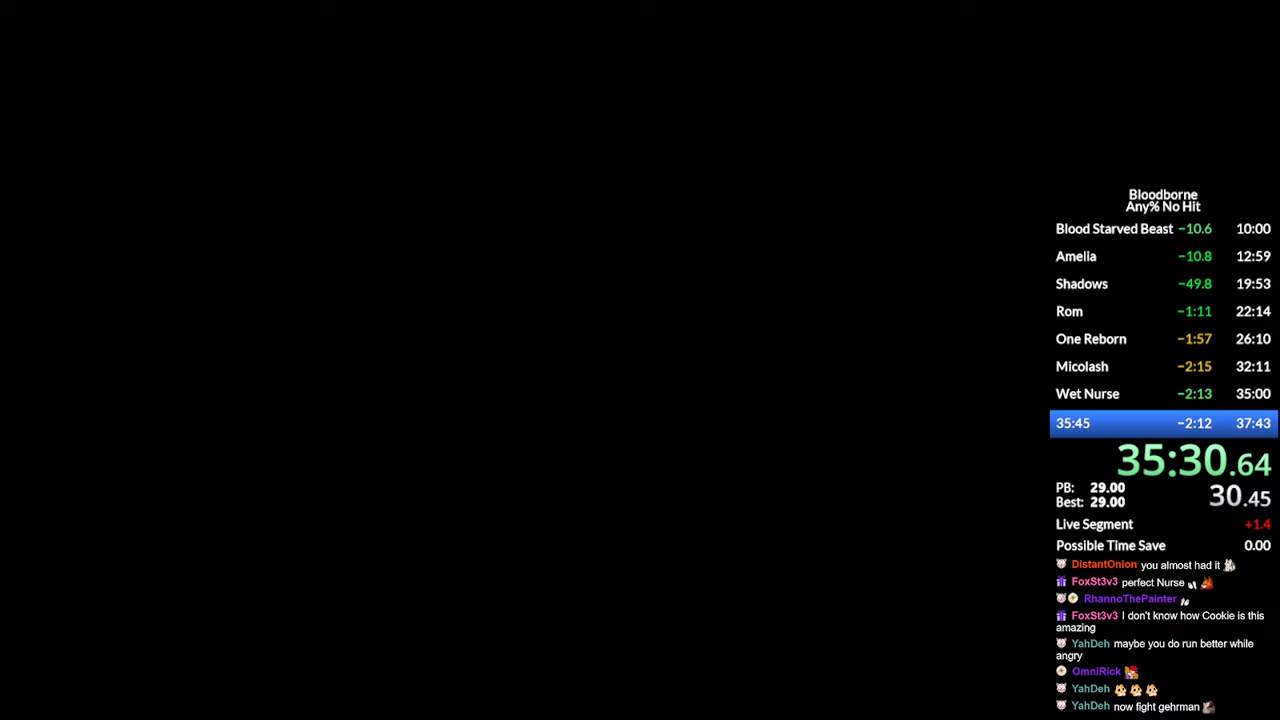 Bloodborne
Any% No Hit
Blood Starved Beast −10.6 10:00
Amelia −10.8 12:59
Shadows −49.8 19:53
Rom −1:11 22:14
One Reborn −1:57 26:10
Micolash −2:15 32:11
Wet Nurse −2:13 35:00
35:45 −2:12 37:43
35:30.64
PB: 29.00
Best: 29.00
30.45
Live Segment +1.4
Possible Time Save 0.00
DistantOnion you almost had it
FoxSt3v3 perfect Nurse
RhannoThePainter
FoxSt3v3 I don't know how Cookie is this
amazing
YahDeh maybe you do run better while
angry
OmniRick
YahDeh
YahDeh now fight gehrman